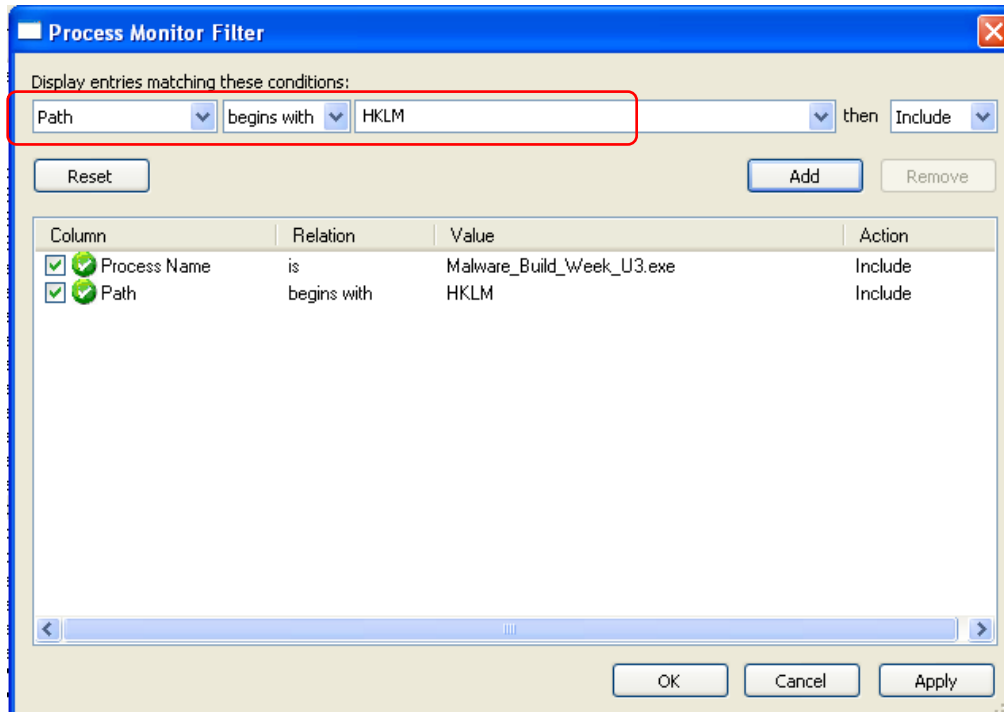 Process Monitor Filter
Display entries matching these conditions:
Path begins with HKLM then Include
Reset Add Remove
Column Relation Value Action
Process Name is Malware_Build_Week_U3.exe Include
Path begins with HKLM Include
OK Cancel Apply